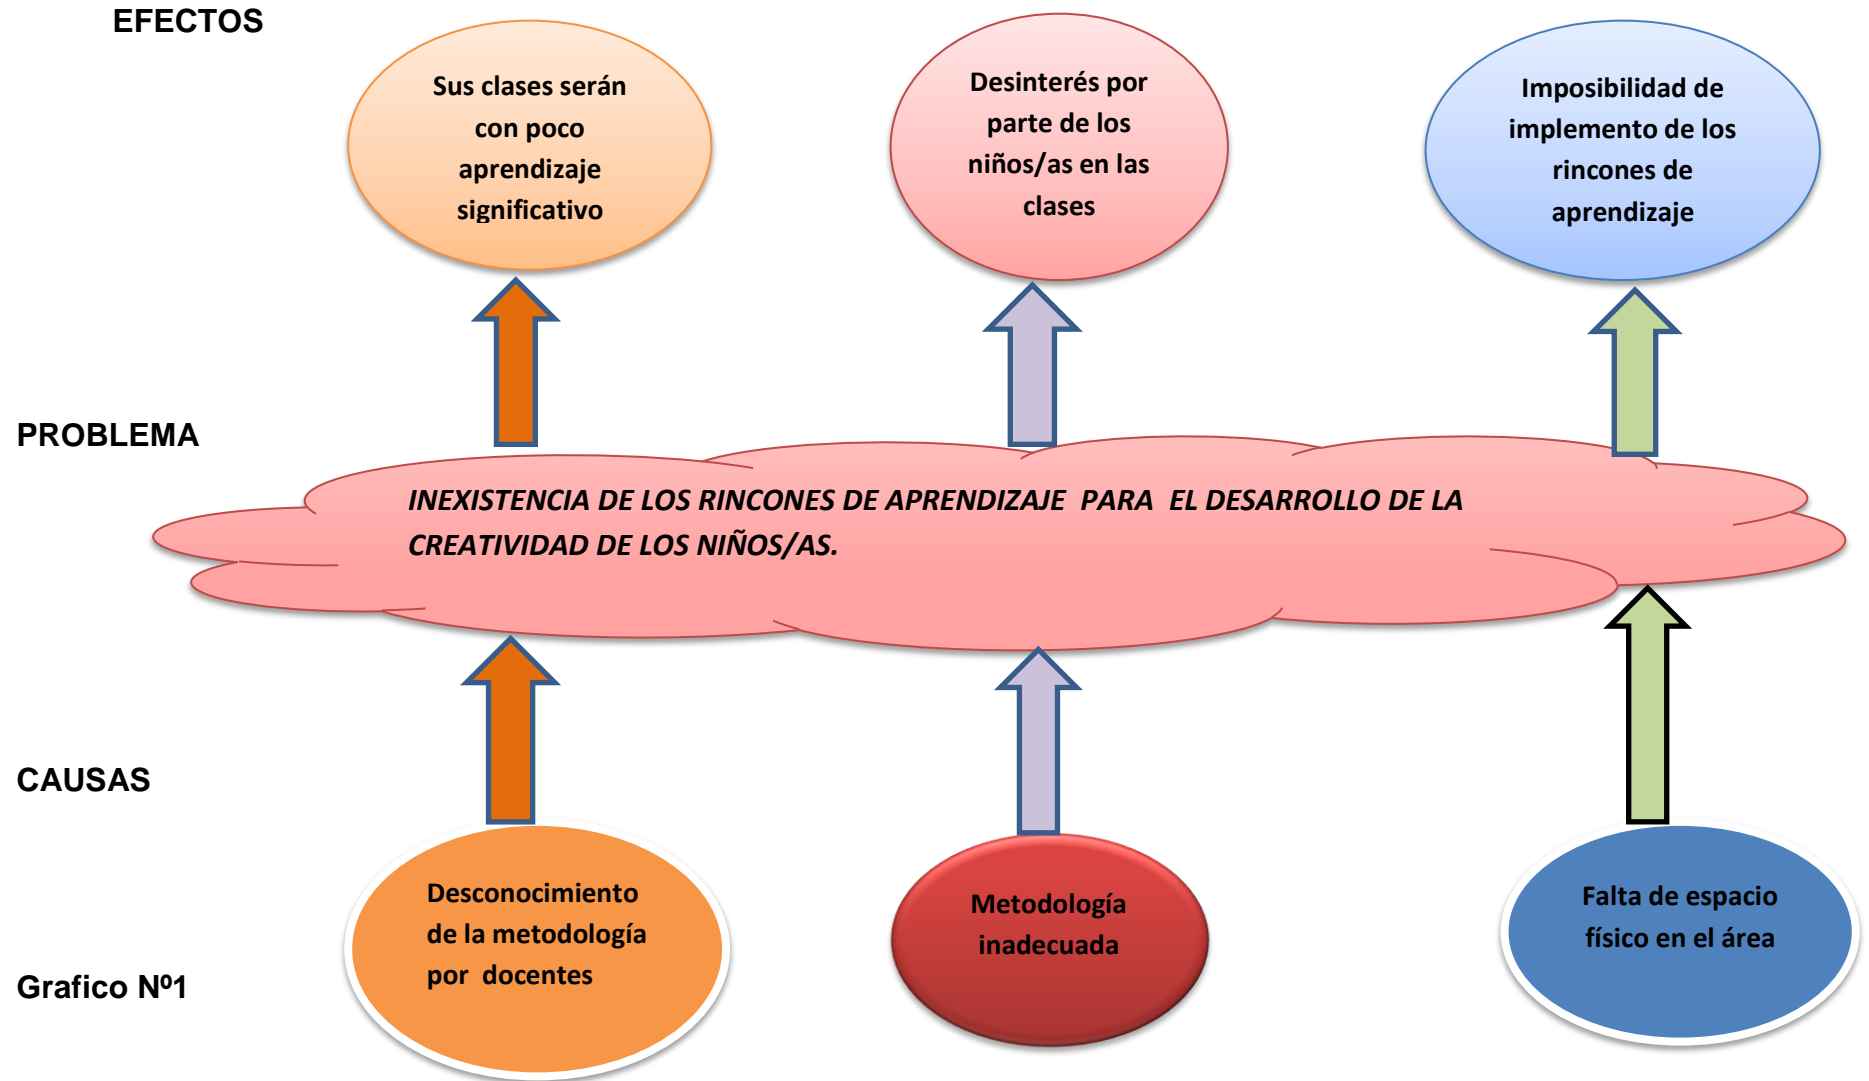 EFECTOS
Sus clases serán
con poco
aprendizaje
significativo
Desinterés por
parte de los
niños/as en las
clases
Imposibilidad de
implemento de los
rincones de
aprendizaje
PROBLEMA
INEXISTENCIA DE LOS RINCONES DE APRENDIZAJE PARA EL DESARROLLO DE LA
CREATIVIDAD DE LOS NIÑOS/AS.
CAUSAS
Desconocimiento
de la metodología
por docentes
Metodología
inadecuada
Falta de espacio
físico en el área
Grafico Nº1